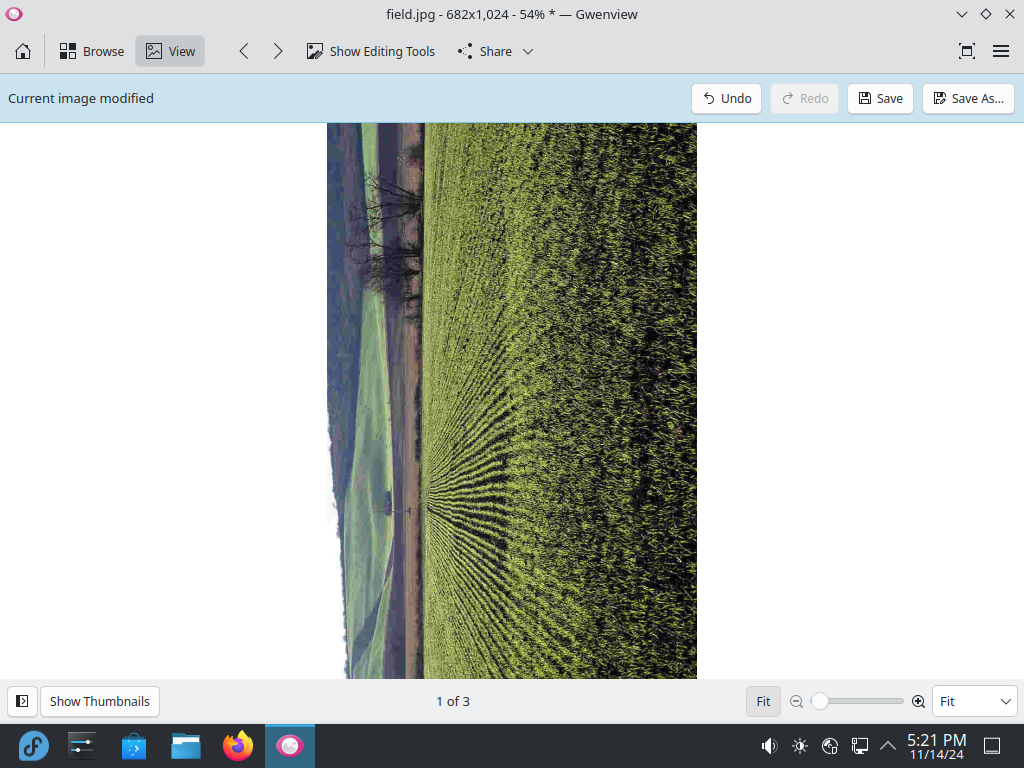 field.jpg - 682x1,024 - 54% * — Gwenview
Browse
View
Show Editing Tools
Share
Current image modified
Undo
Redo
Save
Save As...
Show Thumbnails
1 of 3
Fit
Fit
5:21 PM
11/14/24